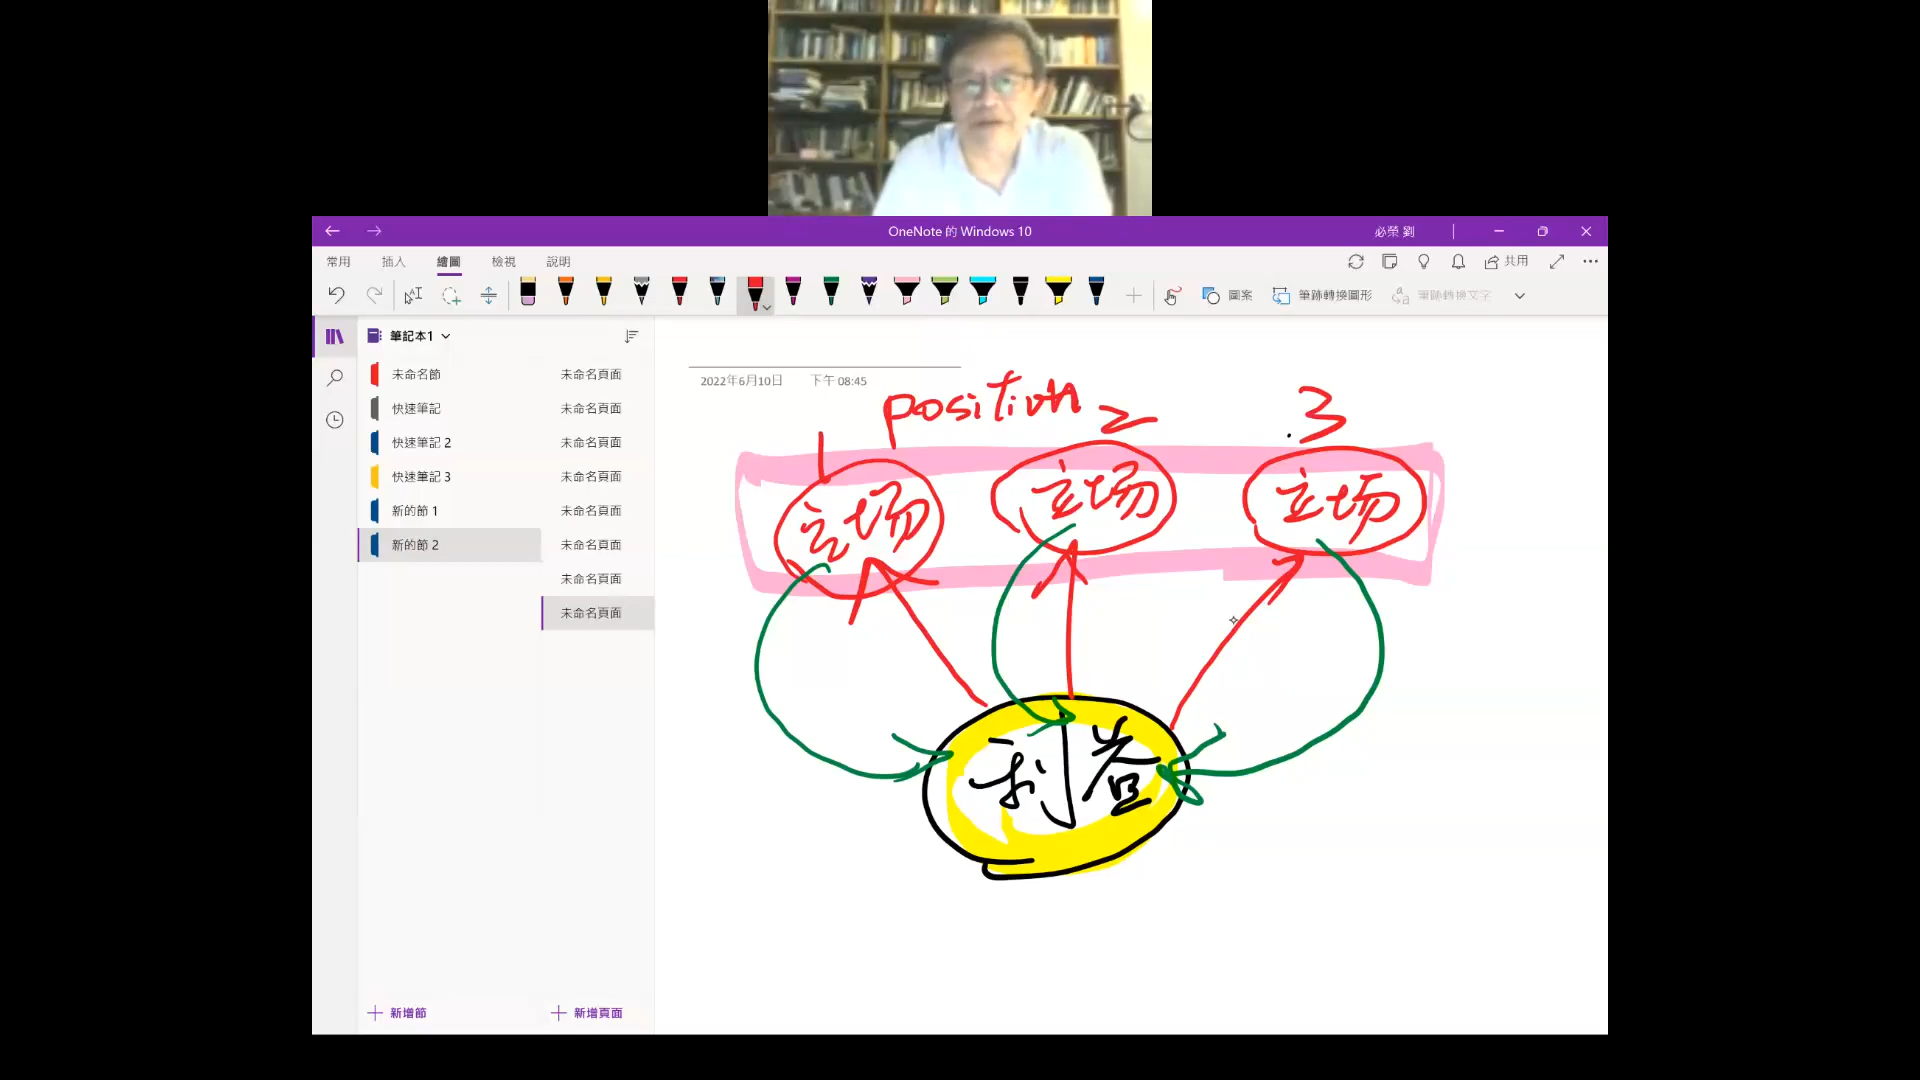 OneNote 的 Windows 10
必榮 劉
常用 插入 繪圖 檢視 說明
共用
圖案 筆跡轉換圖形 筆跡轉換文字
筆記本1
未命名節 未命名頁面
快速筆記 未命名頁面
快速筆記 2 未命名頁面
快速筆記 3 未命名頁面
新的節 1 未命名頁面
新的節 2 未命名頁面
未命名頁面
未命名頁面
2022年6月10日 下午 08:45
position
1 2 3
立场 立场 立场
利益
新增節 新增頁面